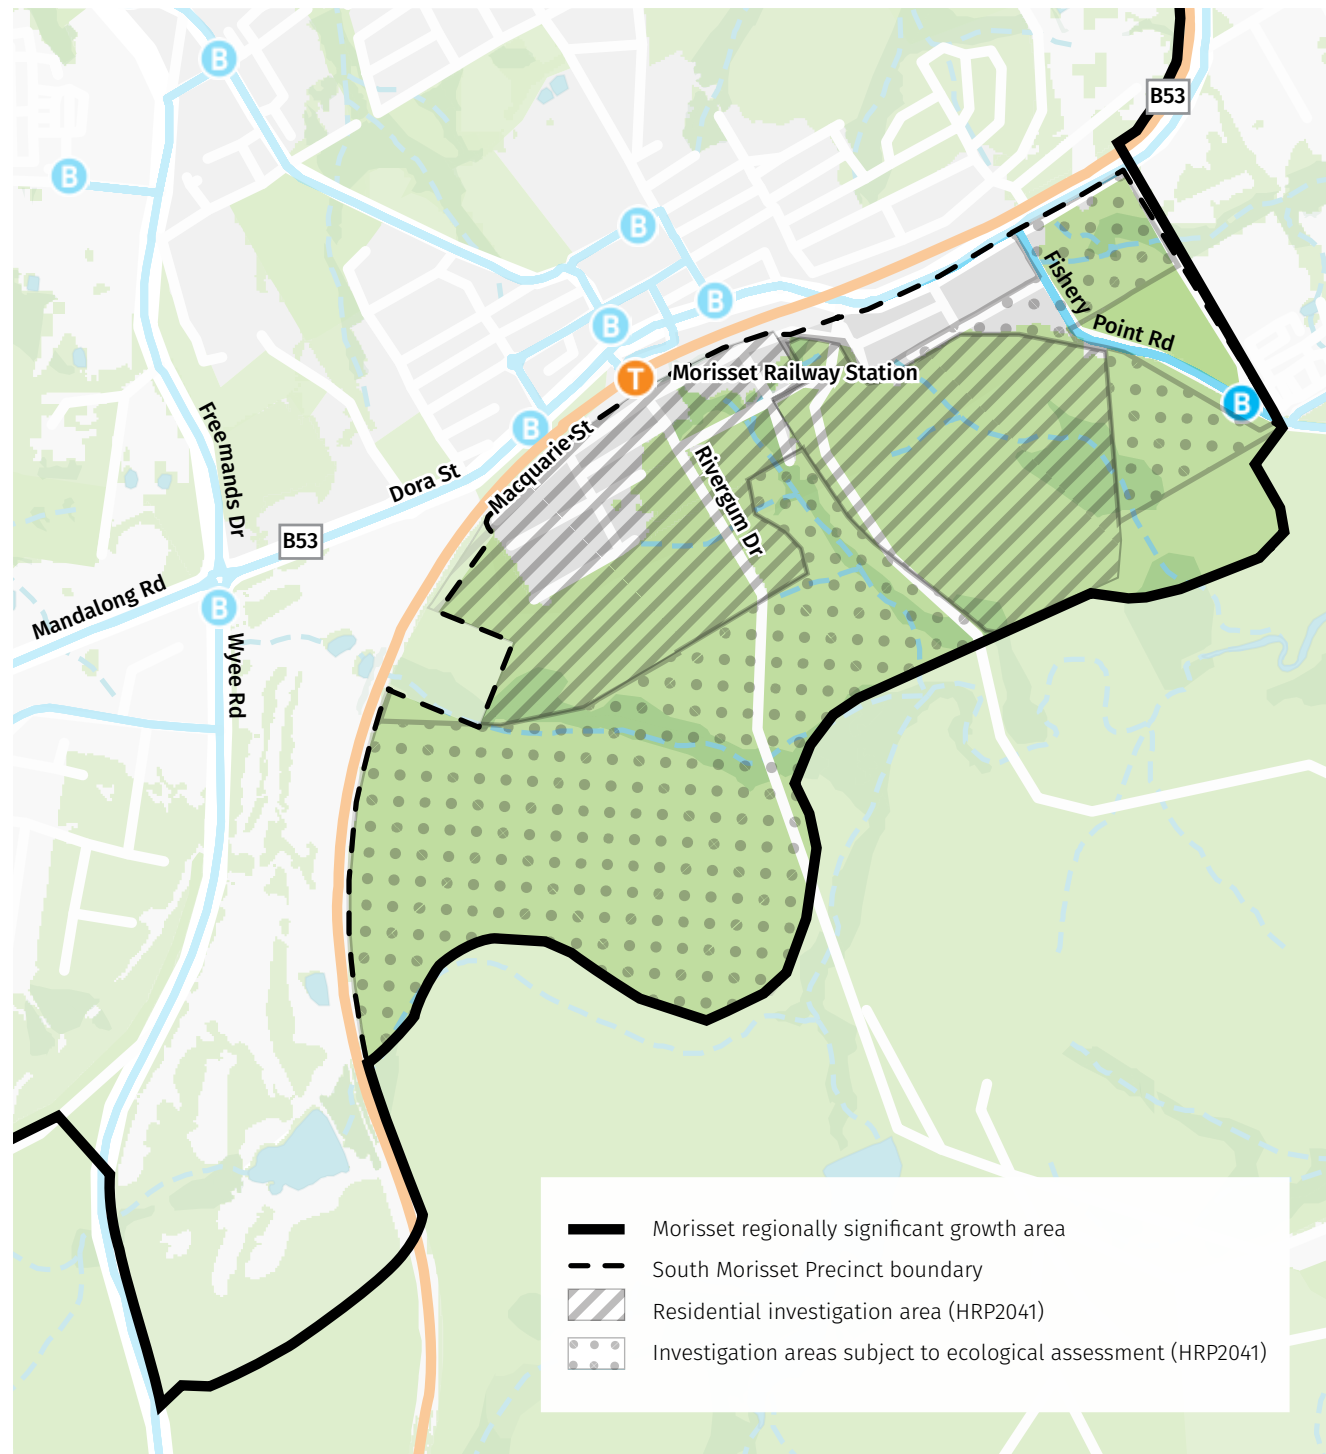 B
B53
B
B
Fishery
Point Rd
B
B
Morisset Railway Station
T
B
B
Freemands Dr
Macquarie St
Dora St
Rivergum Dr
B53
Mandalong Rd
B
Wyee Rd
Morisset regionally significant growth area
South Morisset Precinct boundary
Residential investigation area (HRP2041)
Investigation areas subject to ecological assessment (HRP2041)